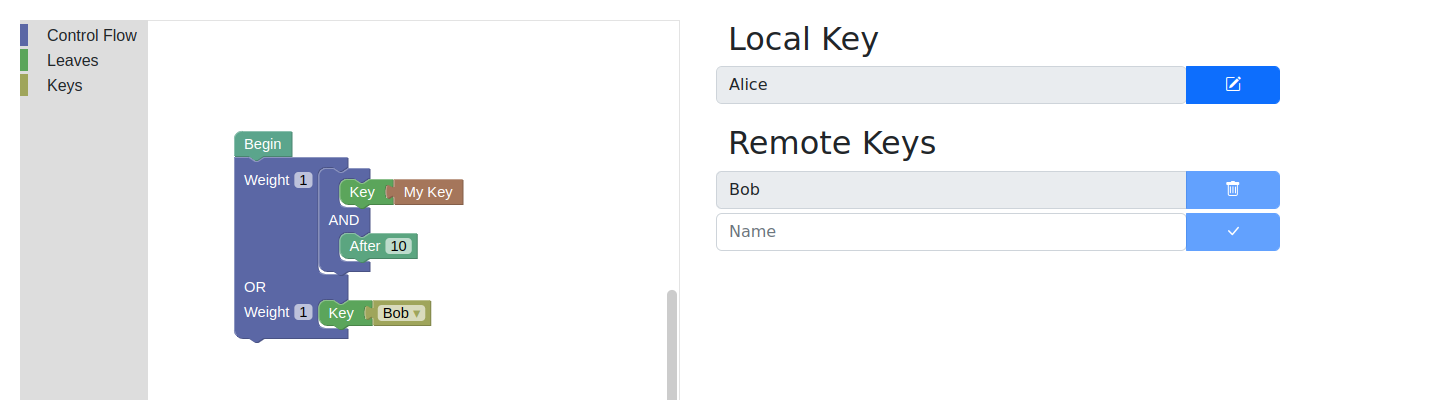 Control Flow
Leaves
Keys
Begin
Weight 1
Key My Key
AND
After 10
OR
Weight 1 Key Bob ▾
Local Key
Alice
Remote Keys
Bob
Name